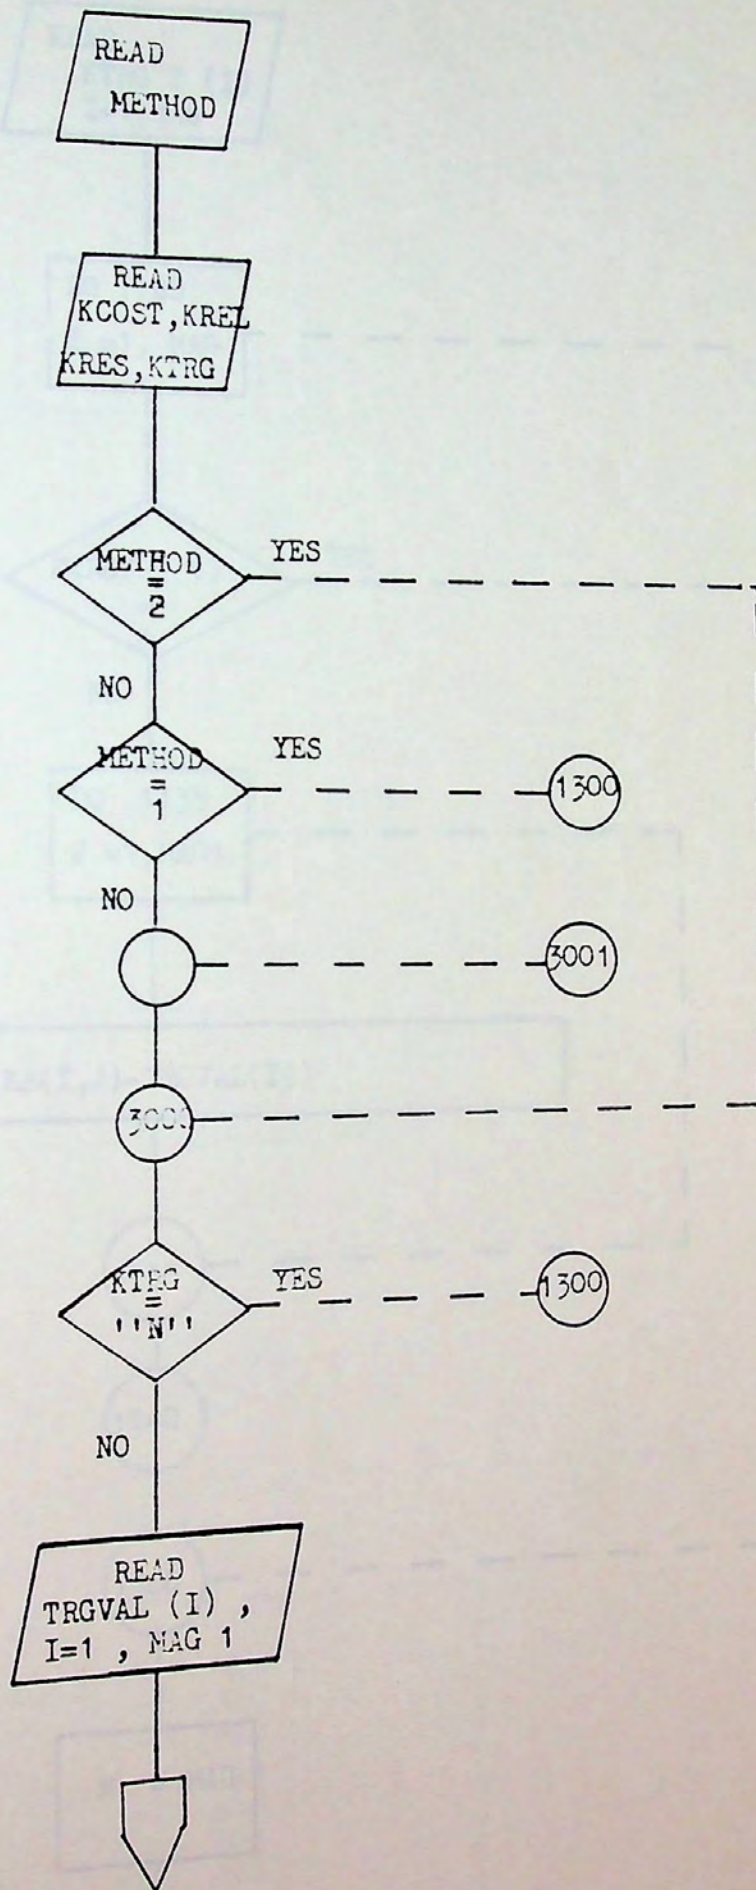 READ
METHOD
READ
KCOST,KREL
KRES,KTRG
METHOD
=
2
YES
NO
METHOD
=
1
YES
1300
NO
3001
KTRG
=
''N''
YES
1300
NO
READ
TRGVAL (I) ,
I=1 , MAG 1